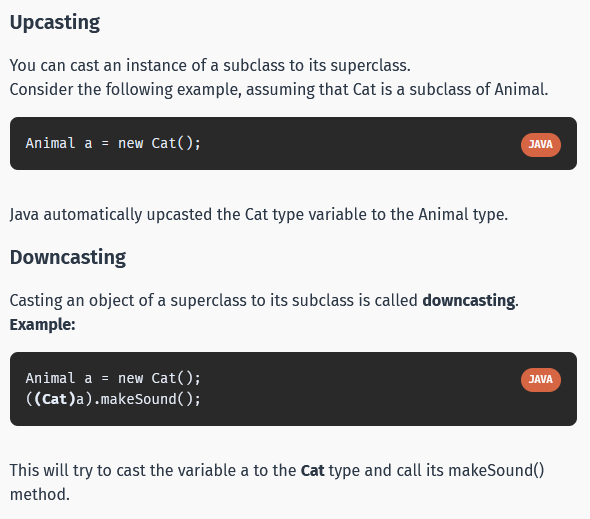 Upcasting
You can cast an instance of a subclass to its superclass.
Consider the following example, assuming that Cat is a subclass of Animal.
Animal a = new Cat();
JAVA
Java automatically upcasted the Cat type variable to the Animal type.
Downcasting
Casting an object of a superclass to its subclass is called downcasting.
Example:
Animal a = new Cat();
JAVA
((Cat)a).makeSound();
This will try to cast the variable a to the Cat type and call its makeSound()
method.